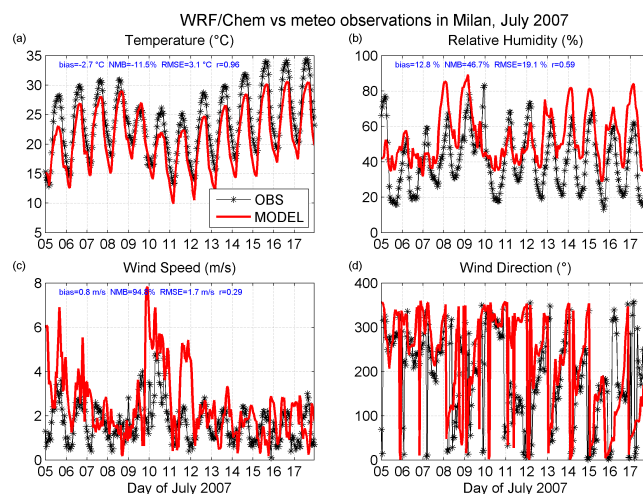 WRF/Chem vs meteo observations in Milan, July 2007
(a) Temperature (°C)
bias=-2.7 °C NMB=-11.5% RMSE=3.1 °C r=0.96
35
30
25
20
15
10
5
OBS
MODEL
05 06 07 08 09 10 11 12 13 14 15 16 17
(b) Relative Humidity (%)
bias=12.8 % NMB=46.7% RMSE=19.1 % r=0.59
100
80
60
40
20
0
05 06 07 08 09 10 11 12 13 14 15 16 17
(c) Wind Speed (m/s)
bias=0.8 m/s NMB=94.8% RMSE=1.7 m/s r=0.29
8
6
4
2
0
05 06 07 08 09 10 11 12 13 14 15 16 17
Day of July 2007
(d) Wind Direction (°)
400
300
200
100
0
05 06 07 08 09 10 11 12 13 14 15 16 17
Day of July 2007